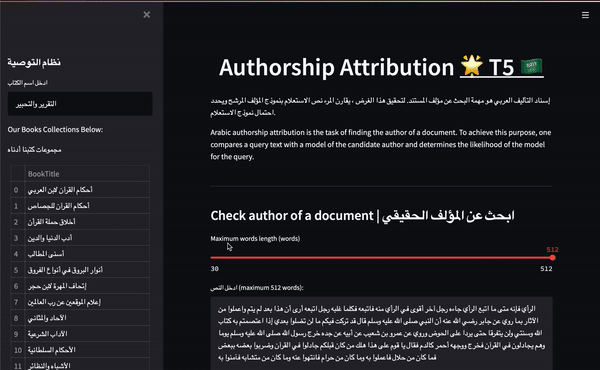 نظام التوصية
ادخل اسم الكتاب
التقرير والتحبير
Our Books Collections Below:
مجموعات كتبنا أدناه
BookTitle
0 أحكام القرآن لابن العربي
1 أحكام القرآن للجصاص
2 أخلاق حملة القرآن
3 أدب الدنيا والدين
4 أسنى المطالب
5 أنوار البروق في أنواع الفروق
6 إتحاف المهرة لابن حجر
7 إعلام الموقعين عن رب العالمين
8 الآحاد والمثاني
9 الآداب الشرعية
10 الأحكام السلطانية
11 الأشباه والنظائر
Authorship Attribution 🌟 T5 🇸🇦
إسناد التأليف العربي هو مهمة البحث عن مؤلف المستند. لتحقيق هذا الغرض ، يقارن المرء نص الاستعلام بنموذج المؤلف المرشح ويحدد
احتمال نموذج الاستعلام.
Arabic authorship attribution is the task of finding the author of a document. To achieve this purpose, one
compares a query text with a model of the candidate author and determines the likelihood of the model
for the query.
Check author of a document | ابحث عن المؤلف الحقيقي
Maximum words length (words)
512
30 512
ادخل النص (maximum 512 words):
الرأي فإنه متى ما اتبع الرأي جاءه رجل آخر أقوى في الرأي منه فاتبعه فكلما غلبه رجل اتبعه أرى أن هذا بعد لم يتم واعملوا من
الآثار بما روي عن جابر رضي الله عنه أن النبي صلى الله عليه وسلم قال قد تركت فيكم ما لن تضلوا بعدي إذا اعتصمتم به كتاب
الله وسنتي ولن يتفرقا حتى يردا على الحوض وروي عن عمرو بن شعيب عن أبيه عن جده خرج رسول الله صلى الله عليه وسلم يوما
وهم يجادلون في القرآن فخرج ووجهه أحمر كالدم فقال يا قوم على هذا هلك من كان قبلكم جادلوا في القرآن وضربوا بعضه ببعض
فما كان من حلال فاعملوا به وما كان من حرام فانتهوا عنه وما كان من متشابه فآمنوا به